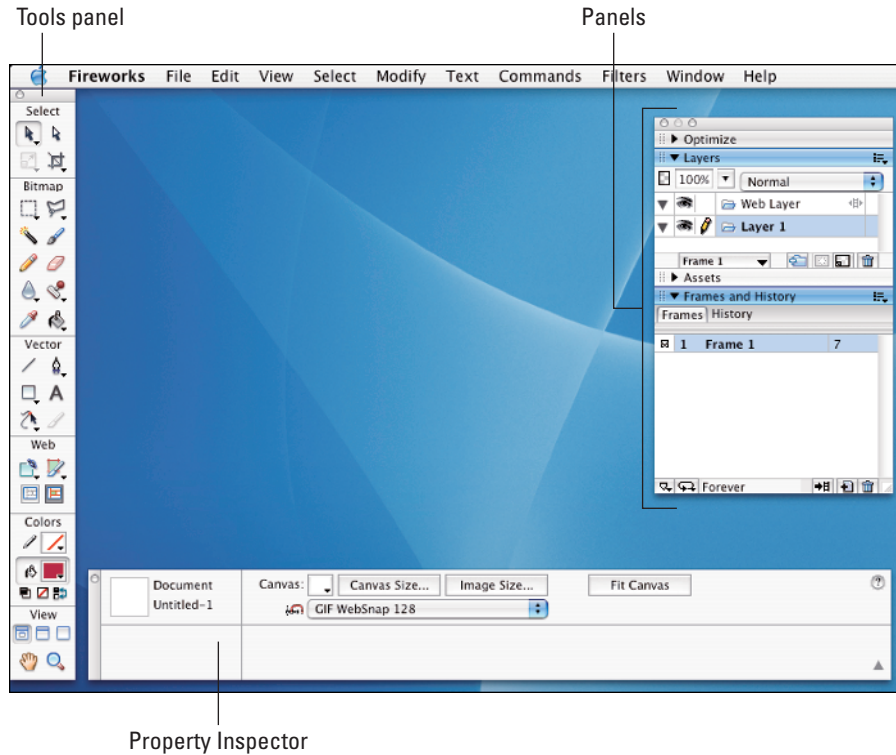 Tools panel
Panels
Fireworks File Edit View Select Modify Text Commands Filters Window Help
Select
Bitmap
Vector
Web
Colors
View
Optimize
Layers
100% Normal
Web Layer
Layer 1
Frame 1
Assets
Frames and History
Frames History
1 Frame 1 7
Forever
Document
Untitled-1
Canvas: Canvas Size... Image Size... Fit Canvas ?
GIF WebSnap 128
Property Inspector